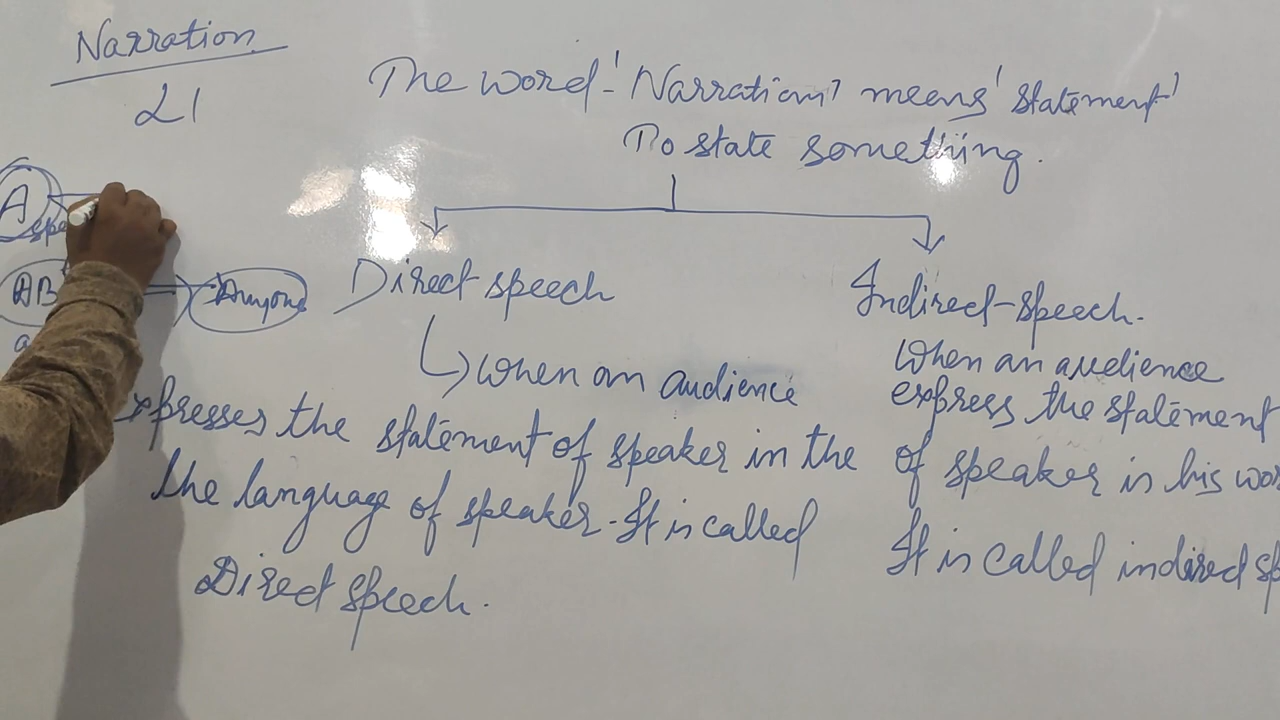 Narration
21
The word 'Narration' means 'statement'
To state something.
A
AB
Anyone
Direct speech
Indirect-speech.
when an audience
expresses the statement of speaker in the
the language of speaker. It is called
Direct speech.
When an audience
express the statement
of speaker in his
It is called indirect